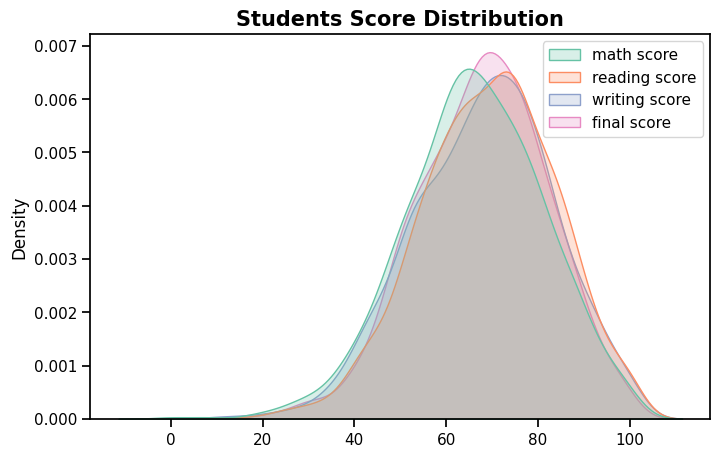 Students Score Distribution
0.007
0.006
0.005
0.004
0.003
0.002
0.001
0.000
Density
math score
reading score
writing score
final score
0
20
40
60
80
100